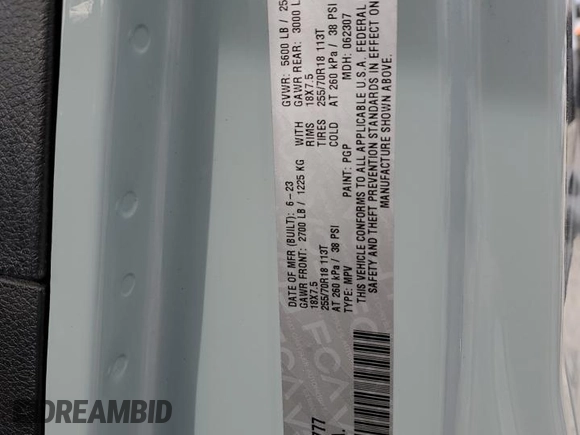 DATE OF MFR (BUILT): 6-23 GVWR: 5600 LB / 25
GAWR FRONT: 2700 LB / 1225 KG WITH GAWR REAR: 3000 L
18X7.5 RIMS 18X7.5
255/70R18 113T TIRES 255/70R18 113T
AT 260 kPa / 38 PSI COLD AT 260 kPa / 38 PSI
TYPE: MPV PAINT: PGP MDH: 062307
THIS VEHICLE CONFORMS TO ALL APPLICABLE U.S.A. FEDERAL
SAFETY AND THEFT PREVENTION STANDARDS IN EFFECT ON
MANUFACTURE SHOWN ABOVE.
777
DREAMBID